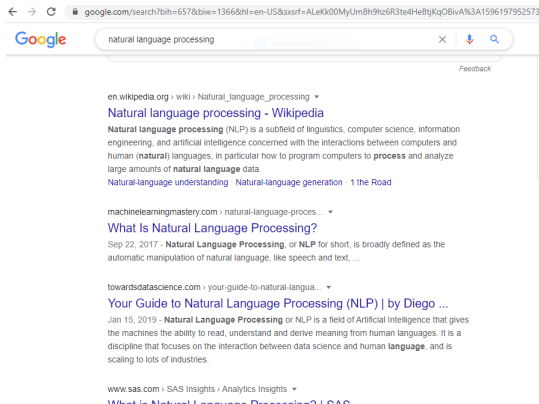 google.com/search?bih=657&biw=1366&hl=en-US&sxsrf=ALeKk00MyUm8h9hz6R3te4HeBtjKqOBivA%3A1596197952573
Google
natural language processing
Feedback
en.wikipedia.org › wiki › Natural_language_processing
Natural language processing - Wikipedia
Natural language processing (NLP) is a subfield of linguistics, computer science, information
engineering, and artificial intelligence concerned with the interactions between computers and
human (natural) languages, in particular how to program computers to process and analyze
large amounts of natural language data.
Natural-language understanding · Natural-language generation · 1 the Road
machinelearningmastery.com › natural-language-proces...
What Is Natural Language Processing?
Sep 22, 2017 - Natural Language Processing, or NLP for short, is broadly defined as the
automatic manipulation of natural language, like speech and text, ...
towardsdatascience.com › your-guide-to-natural-langua...
Your Guide to Natural Language Processing (NLP) | by Diego ...
Jan 15, 2019 - Natural Language Processing or NLP is a field of Artificial Intelligence that gives
the machines the ability to read, understand and derive meaning from human languages. It is a
discipline that focuses on the interaction between data science and human language, and is
scaling to lots of industries.
www.sas.com › SAS Insights › Analytics Insights
What is Natural Language Processing? | SAS